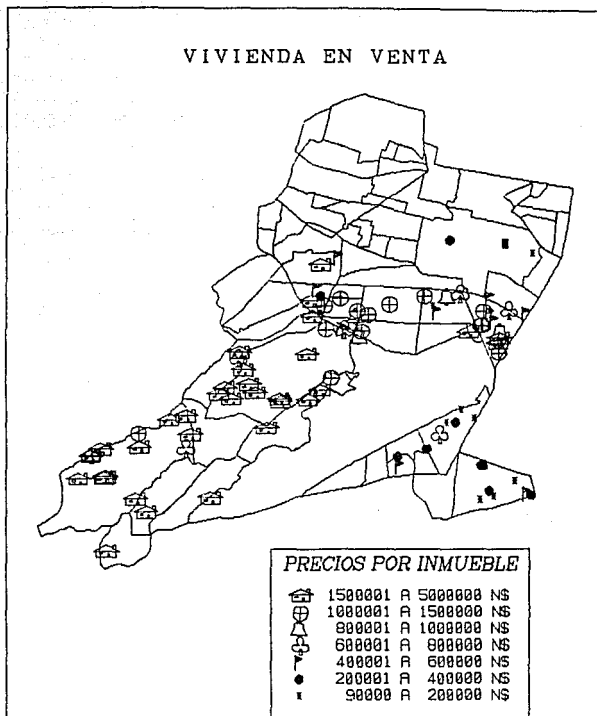 VIVIENDA EN VENTA
PRECIOS POR INMUEBLE
1500001 A 5000000 N$
1000001 A 1500000 N$
800001 A 1000000 N$
600001 A 800000 N$
400001 A 600000 N$
200001 A 400000 N$
90000 A 200000 N$